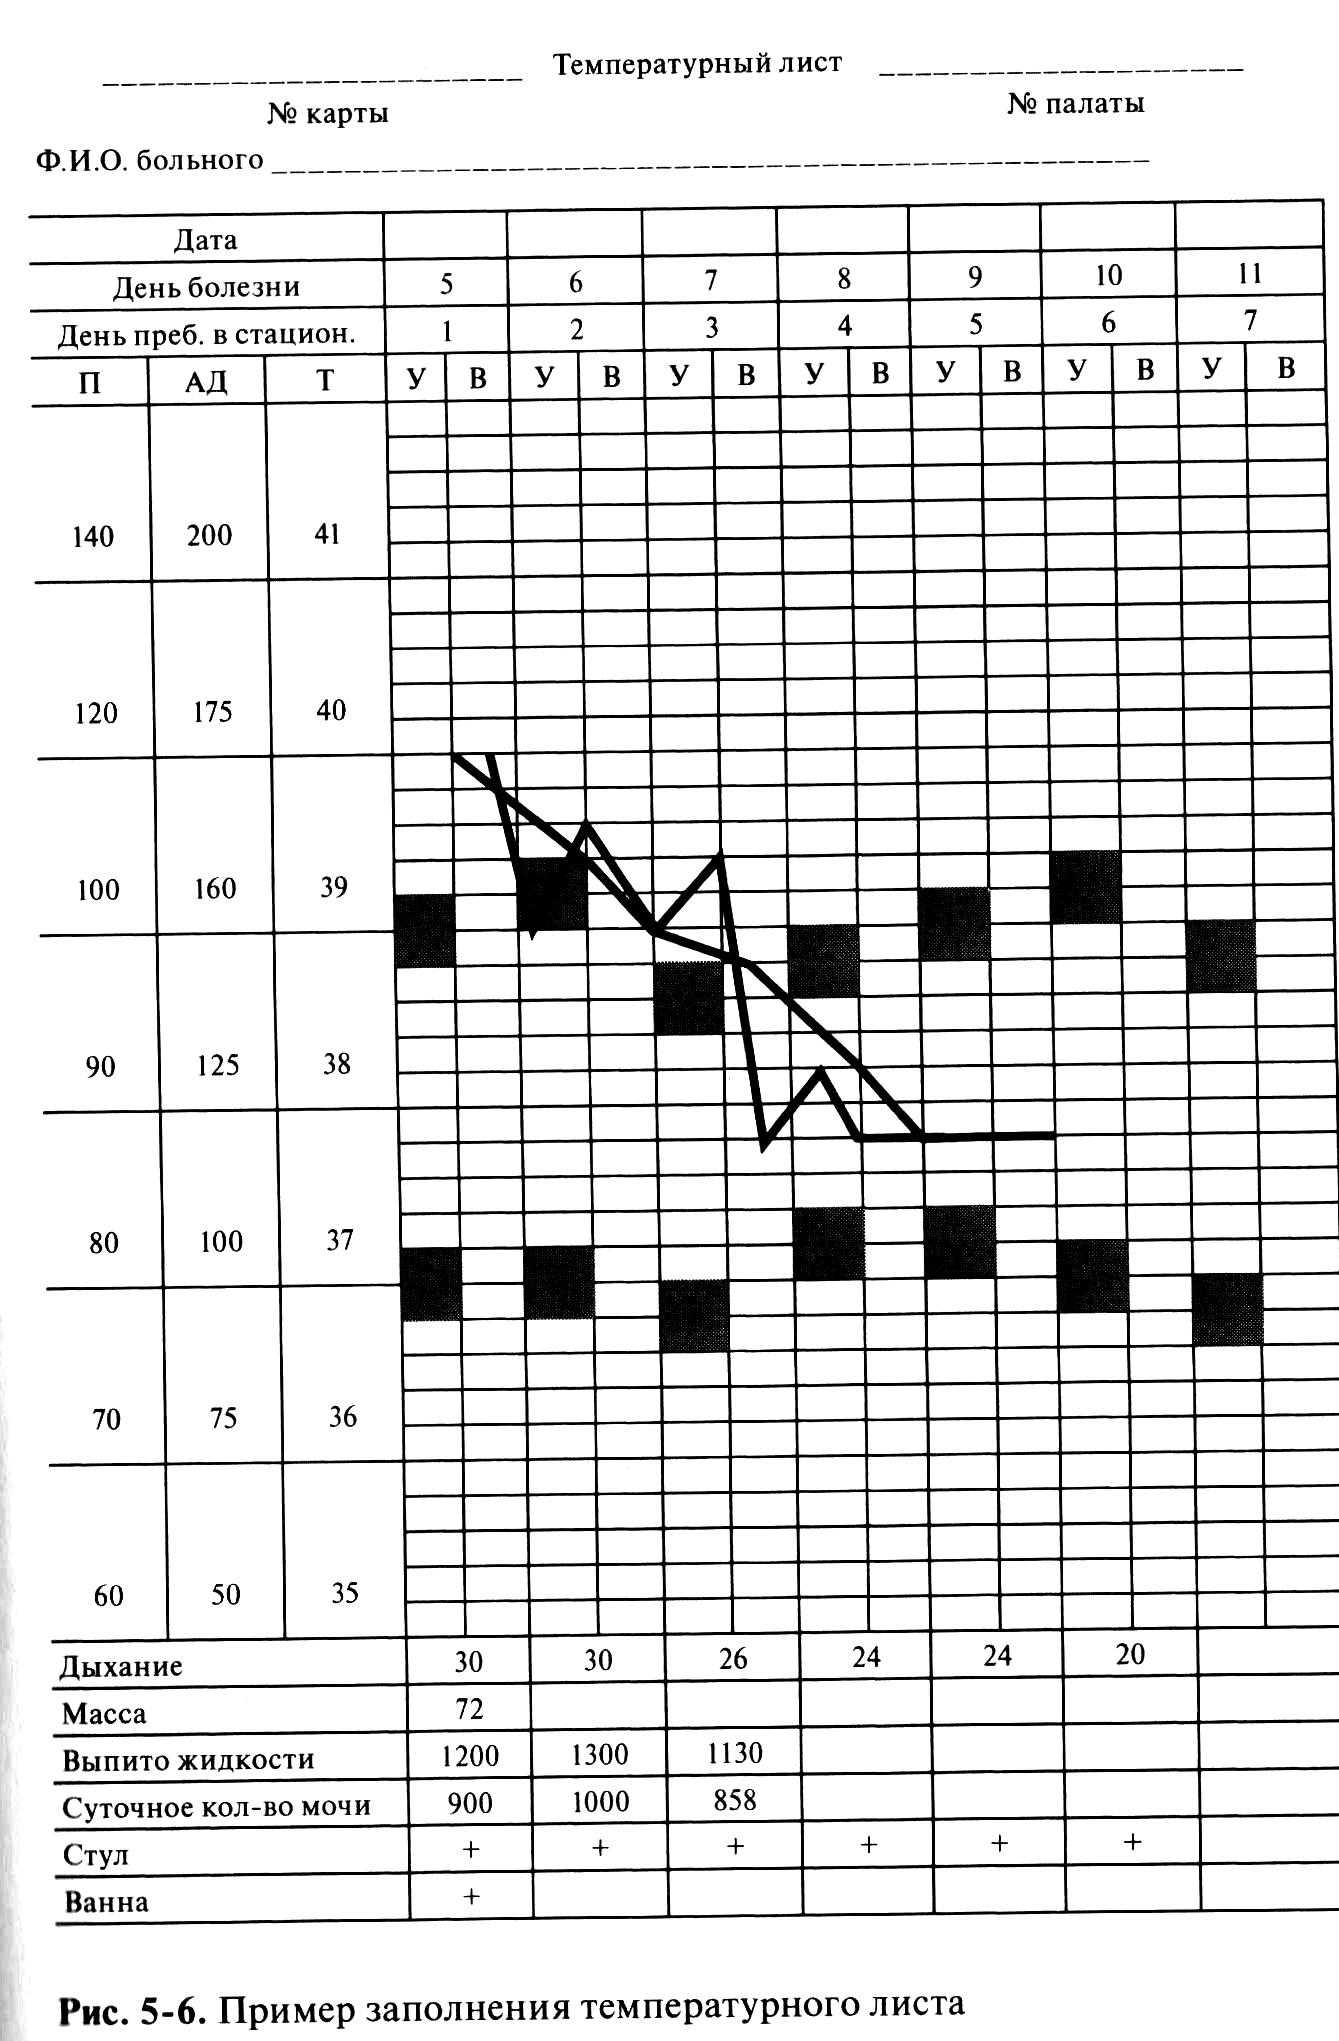 Температурный лист
№ карты № палаты
Ф.И.О. больного
Дата
День болезни 5 6 7 8 9 10 11
День преб. в стацион. 1 2 3 4 5 6 7
П АД Т У В У В У В У В У В У В У В
140 200 41
120 175 40
100 160 39
90 125 38
80 100 37
70 75 36
60 50 35
Дыхание 30 30 26 24 24 20
Масса 72
Выпито жидкости 1200 1300 1130
Суточное кол-во мочи 900 1000 858
Стул + + + + + +
Ванна +
Рис. 5-6. Пример заполнения температурного листа